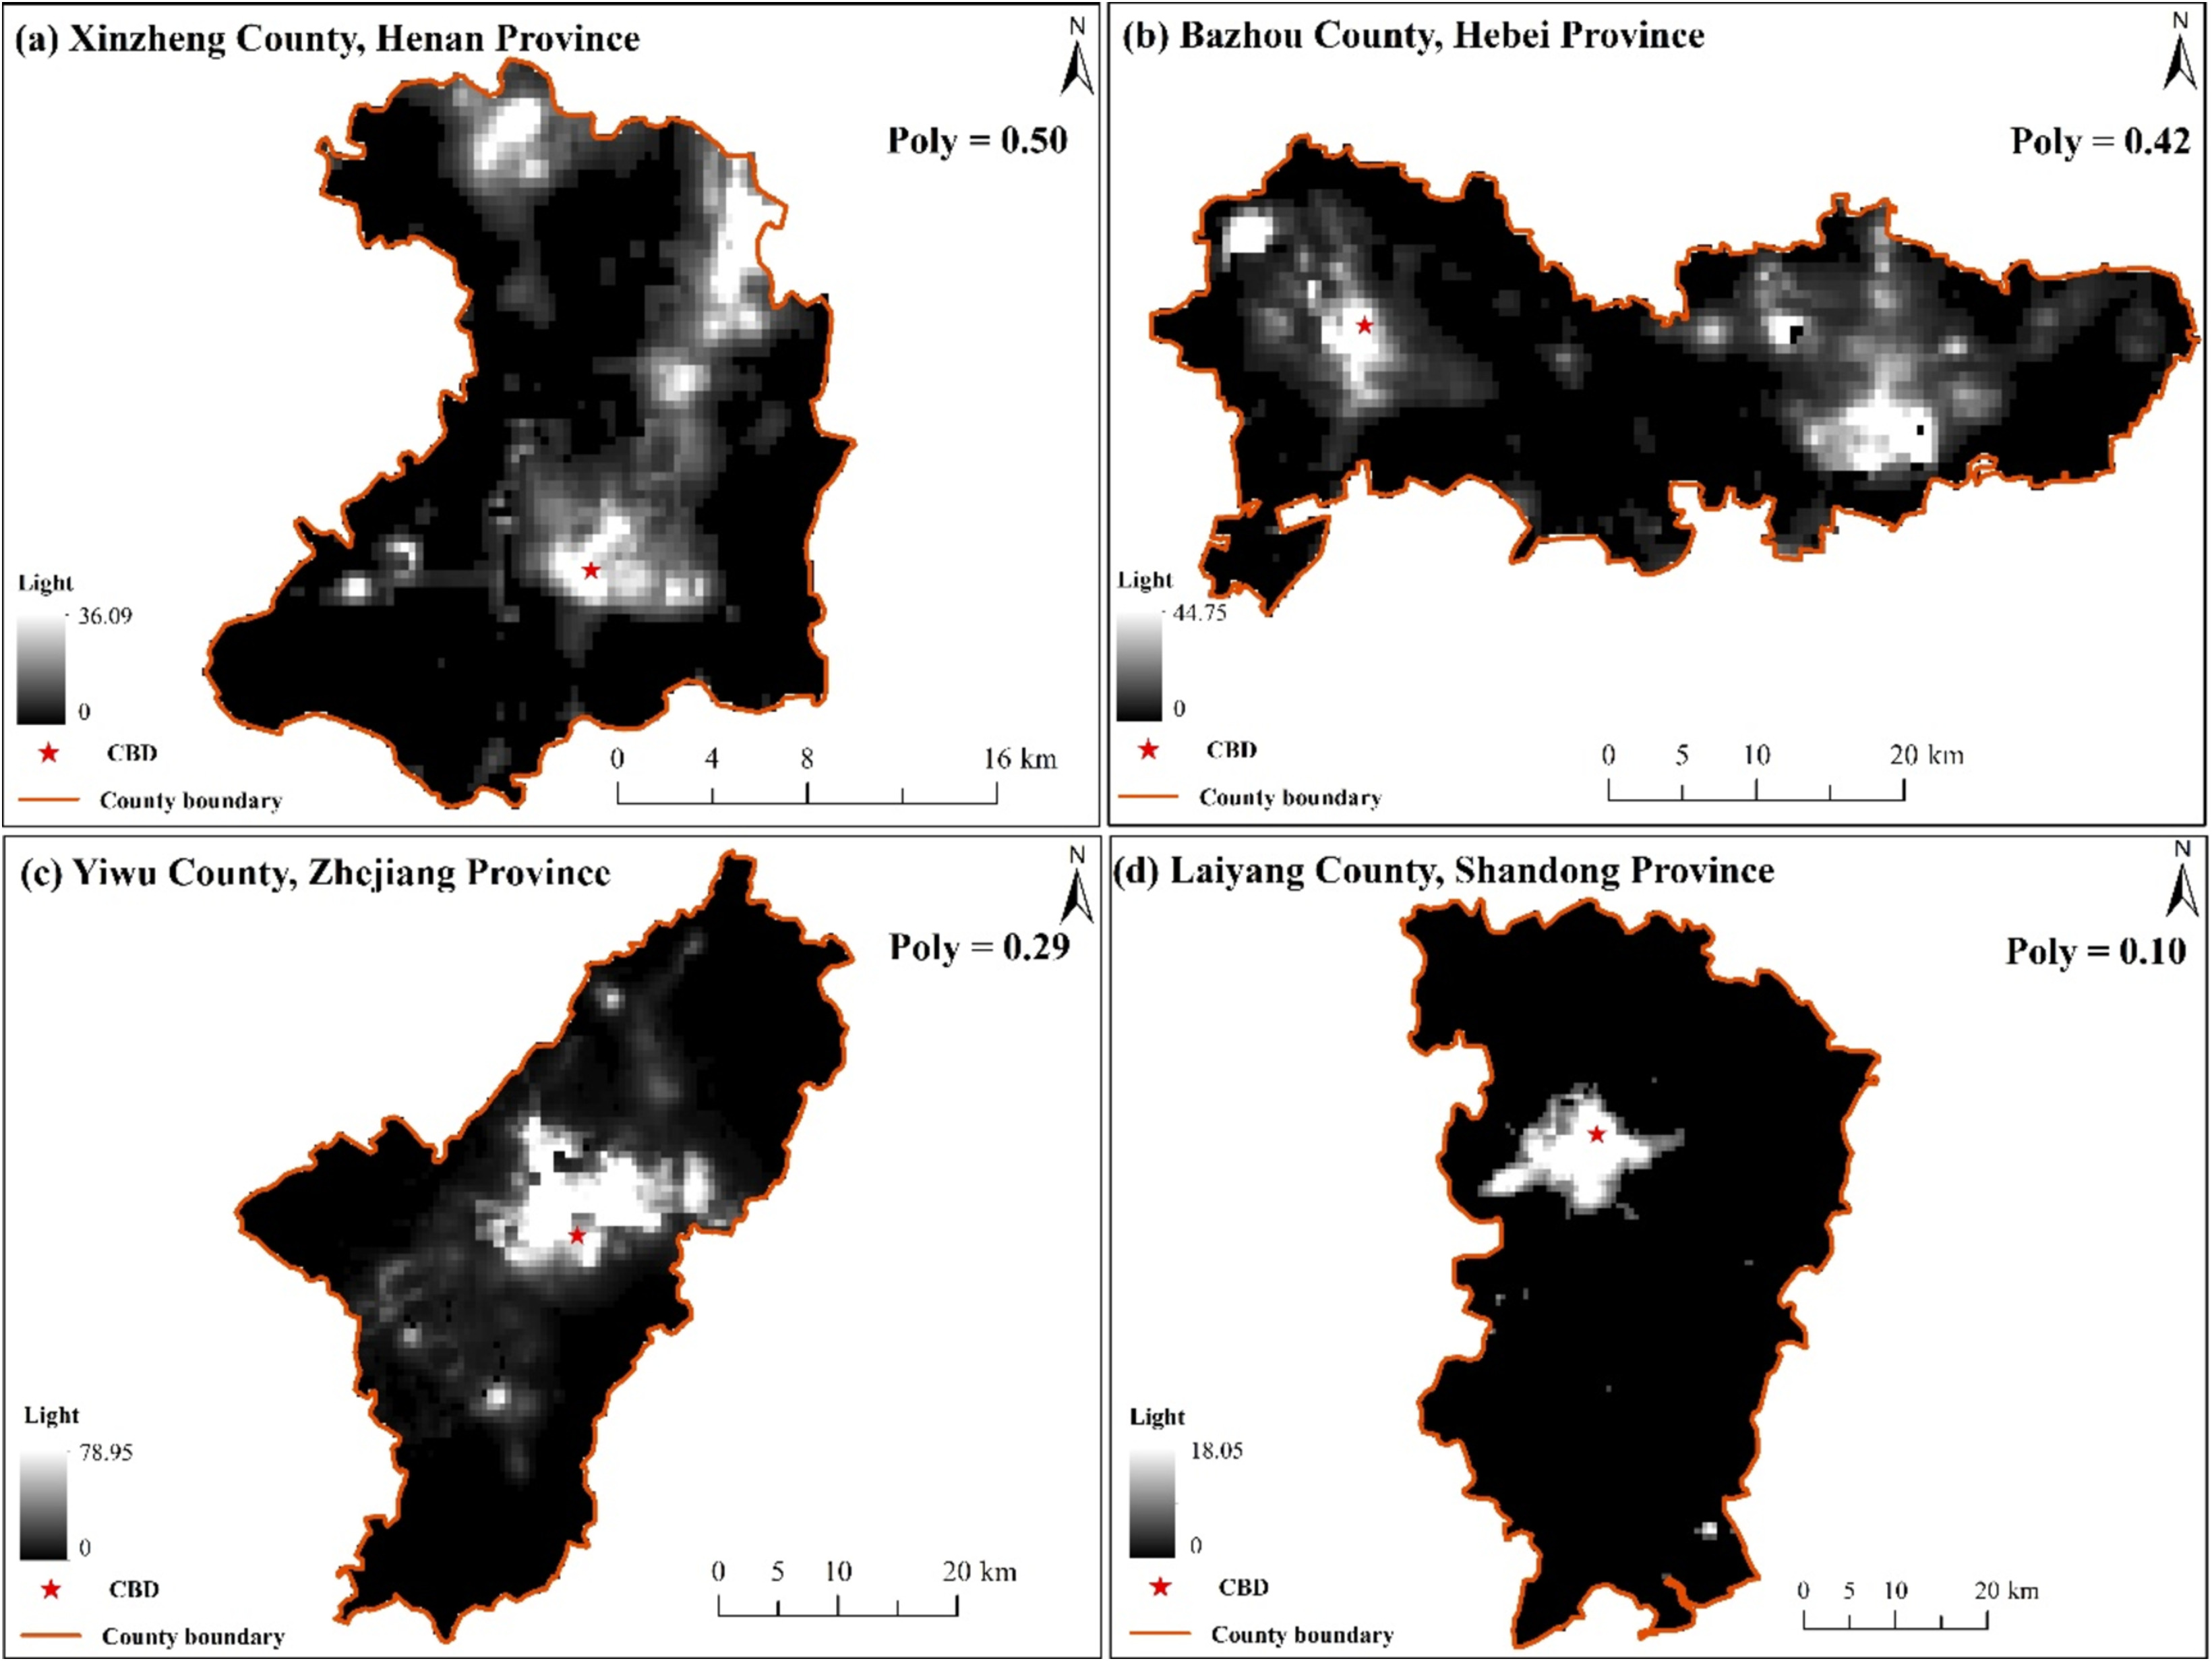 (a) Xinzheng County, Henan Province
N
Poly = 0.50
Light
36.09
0
CBD
County boundary
0 4 8 16 km
(b) Bazhou County, Hebei Province
N
Poly = 0.42
Light
44.75
0
CBD
County boundary
0 5 10 20 km
(c) Yiwu County, Zhejiang Province
N
Poly = 0.29
Light
78.95
0
CBD
County boundary
0 5 10 20 km
(d) Laiyang County, Shandong Province
N
Poly = 0.10
Light
18.05
0
CBD
County boundary
0 5 10 20 km